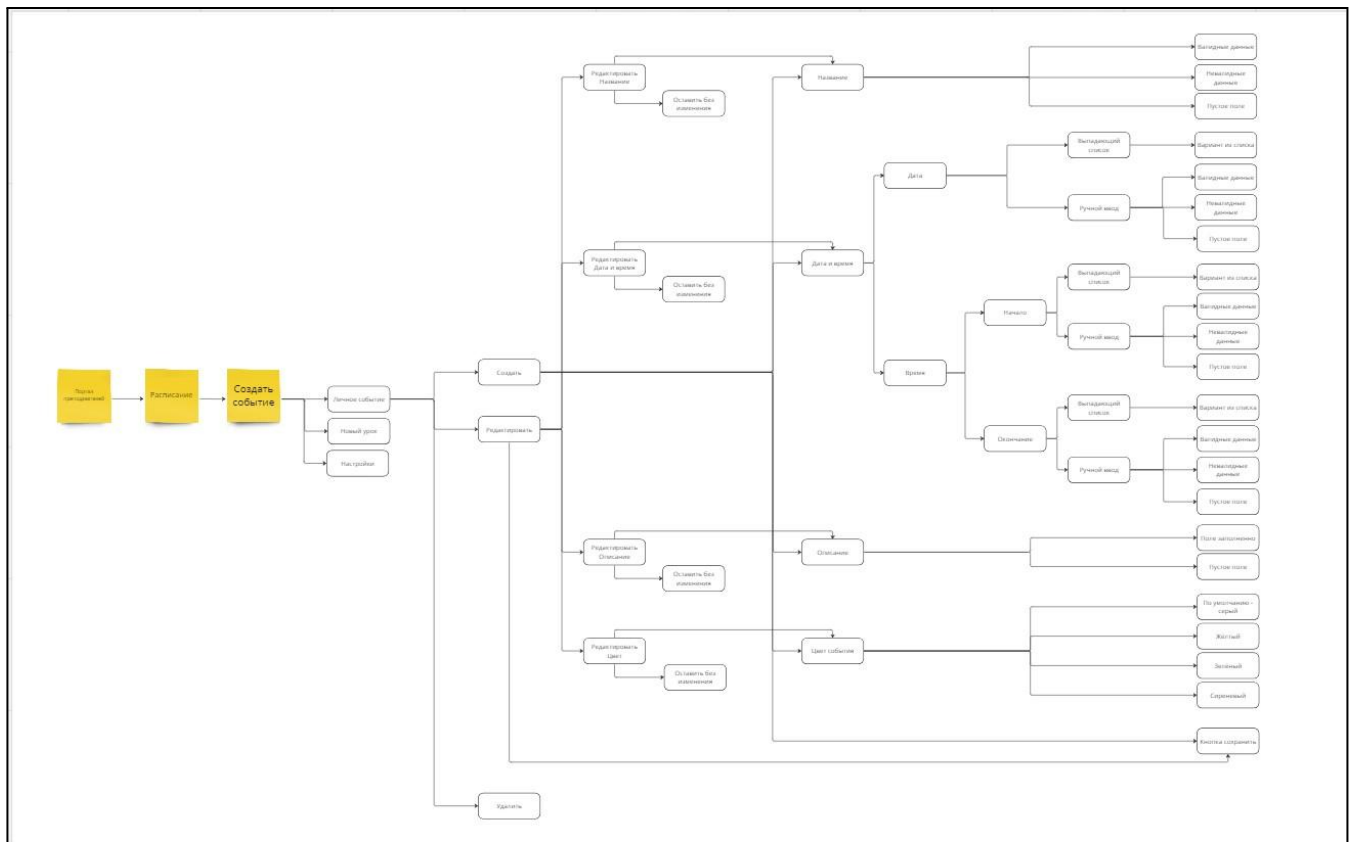 Портал
преподавателей
Расписание
Создать
событие
Личное событие
Новый урок
Настройки
Создать
Редактировать
Удалить
Редактировать
Название
Оставить без
изменения
Редактировать
Дата и время
Оставить без
изменения
Редактировать
Описание
Оставить без
изменения
Редактировать
Цвет
Оставить без
изменения
Название
Валидные данные
Невалидные
данные
Пустое поле
Дата и время
Дата
Выпадающий
список
Вариант из списка
Ручной ввод
Валидные данные
Невалидные
данные
Пустое поле
Время
Начало
Выпадающий
список
Вариант из списка
Ручной ввод
Валидные данные
Невалидные
данные
Пустое поле
Окончание
Выпадающий
список
Вариант из списка
Ручной ввод
Валидные данные
Невалидные
данные
Пустое поле
Описание
Поле заполнено
Пустое поле
Цвет события
По умолчанию -
серый
Жёлтый
Зелёный
Сиреневый
Кнопка сохранить